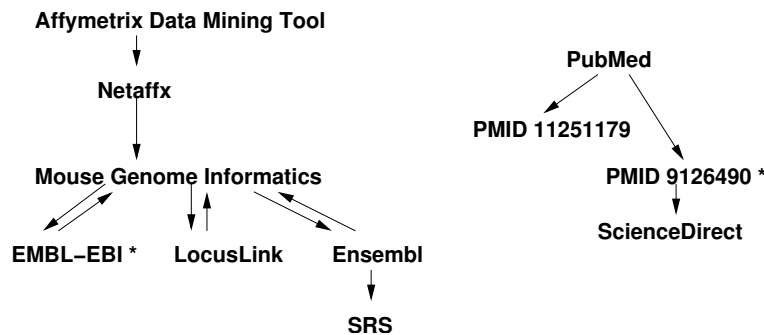 Affymetrix Data Mining Tool
PubMed
Netaffx
PMID 11251179
Mouse Genome Informatics
PMID 9126490 *
ScienceDirect
EMBL−EBI *
LocusLink
Ensembl
SRS